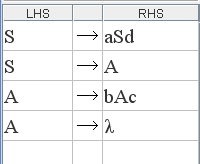 LHS RHS
S → aSd
S → A
A → bAc
A → λ